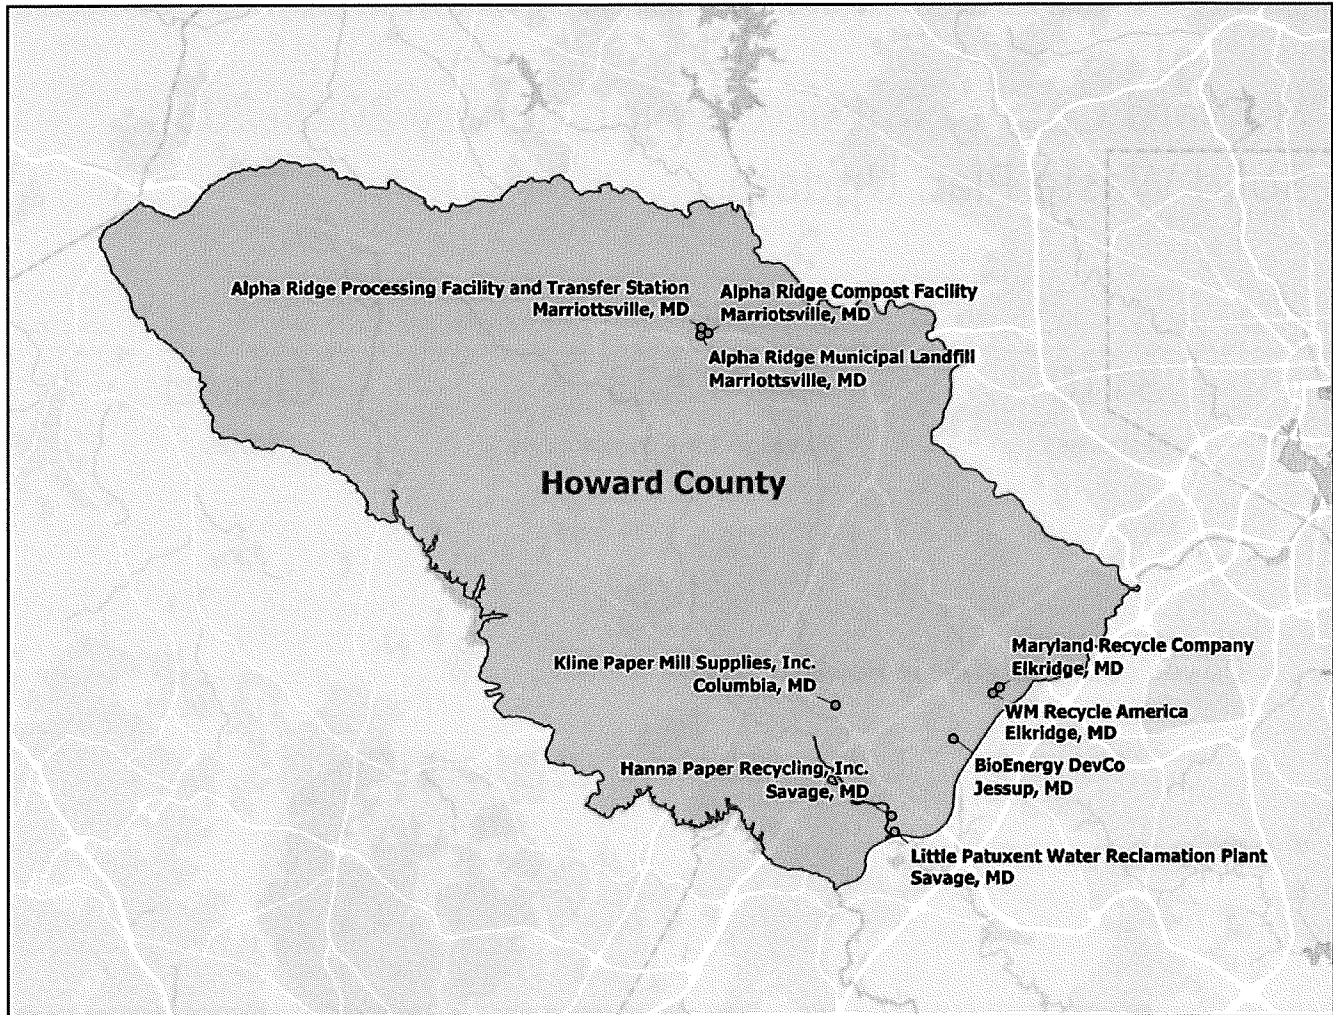 Alpha Ridge Processing Facility and Transfer Station
Marriottsville, MD
Alpha Ridge Compost Facility
Marriotsville, MD
Alpha Ridge Municipal Landfill
Marriottsville, MD
Howard County
Maryland Recycle Company
Elkridge, MD
Kline Paper Mill Supplies, Inc.
Columbia, MD
WM Recycle America
Elkridge, MD
BioEnergy DevCo
Jessup, MD
Hanna Paper Recycling, Inc.
Savage, MD
Little Patuxent Water Reclamation Plant
Savage, MD